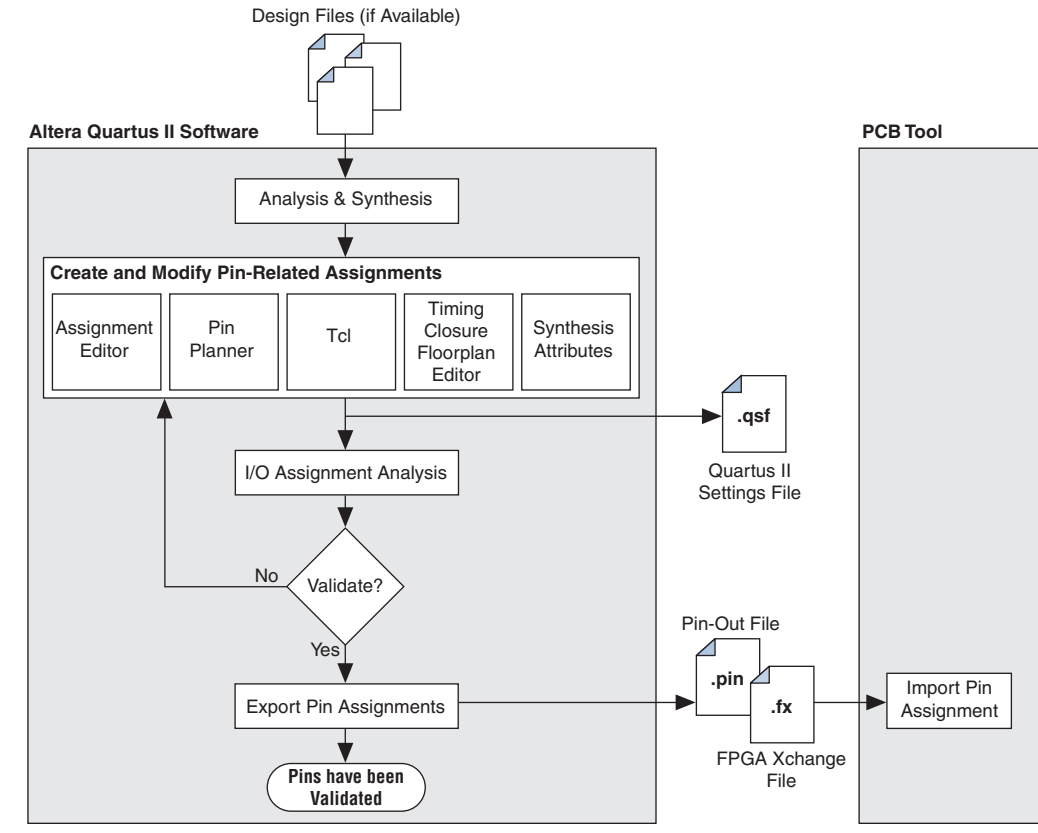 Design Files (if Available)
Altera Quartus II Software
PCB Tool
Analysis & Synthesis
Create and Modify Pin-Related Assignments
Assignment
Editor
Pin
Planner
Tcl
Timing
Closure
Floorplan
Editor
Synthesis
Attributes
.qsf
Quartus II
Settings File
I/O Assignment Analysis
Validate?
No
Yes
Pin-Out File
.pin
.fx
FPGA Xchange
File
Export Pin Assignments
Import Pin
Assignment
Pins have been
Validated